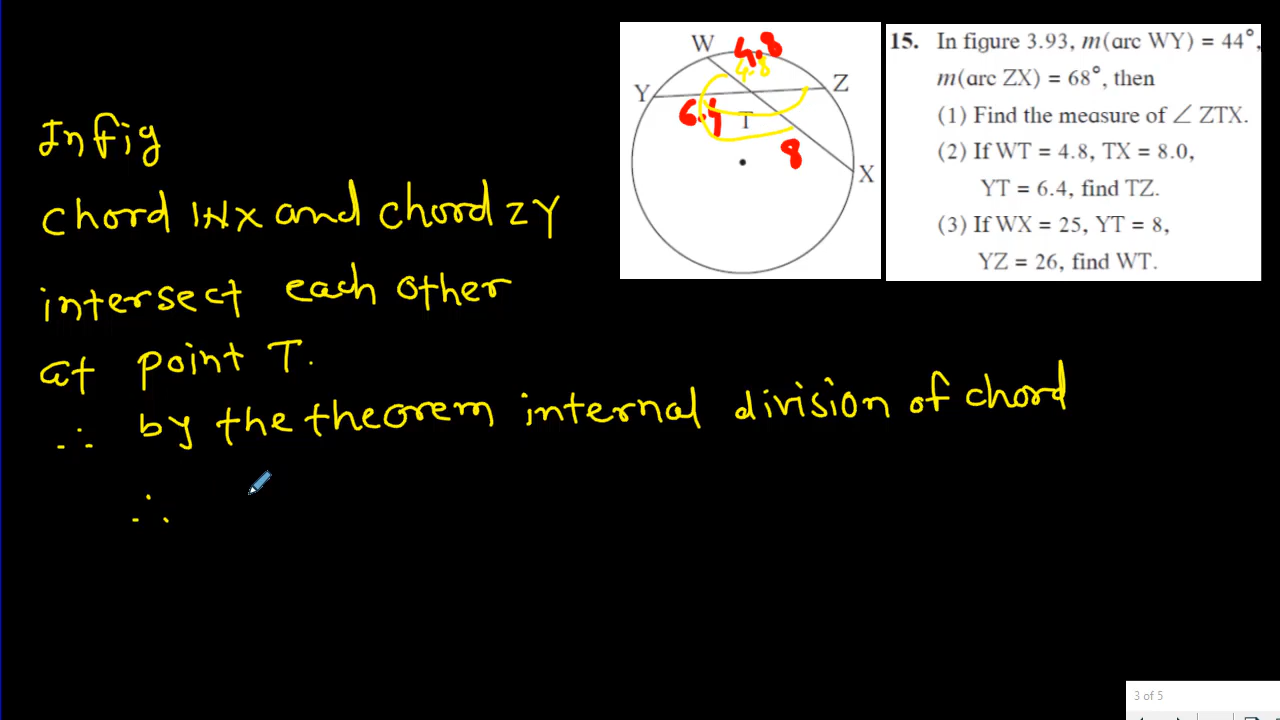 W
4.8
4.8
Y
Z
6.4
T
8
X
15. In figure 3.93, m(arc WY) = 44°,
m(arc ZX) = 68°, then
(1) Find the measure of ∠ ZTX.
(2) If WT = 4.8, TX = 8.0,
YT = 6.4, find TZ.
(3) If WX = 25, YT = 8,
YZ = 26, find WT.
In fig
Chord WX and chord ZY
intersect each other
at point T.
∴ by the theorem internal division of chord
∴
3 of 5